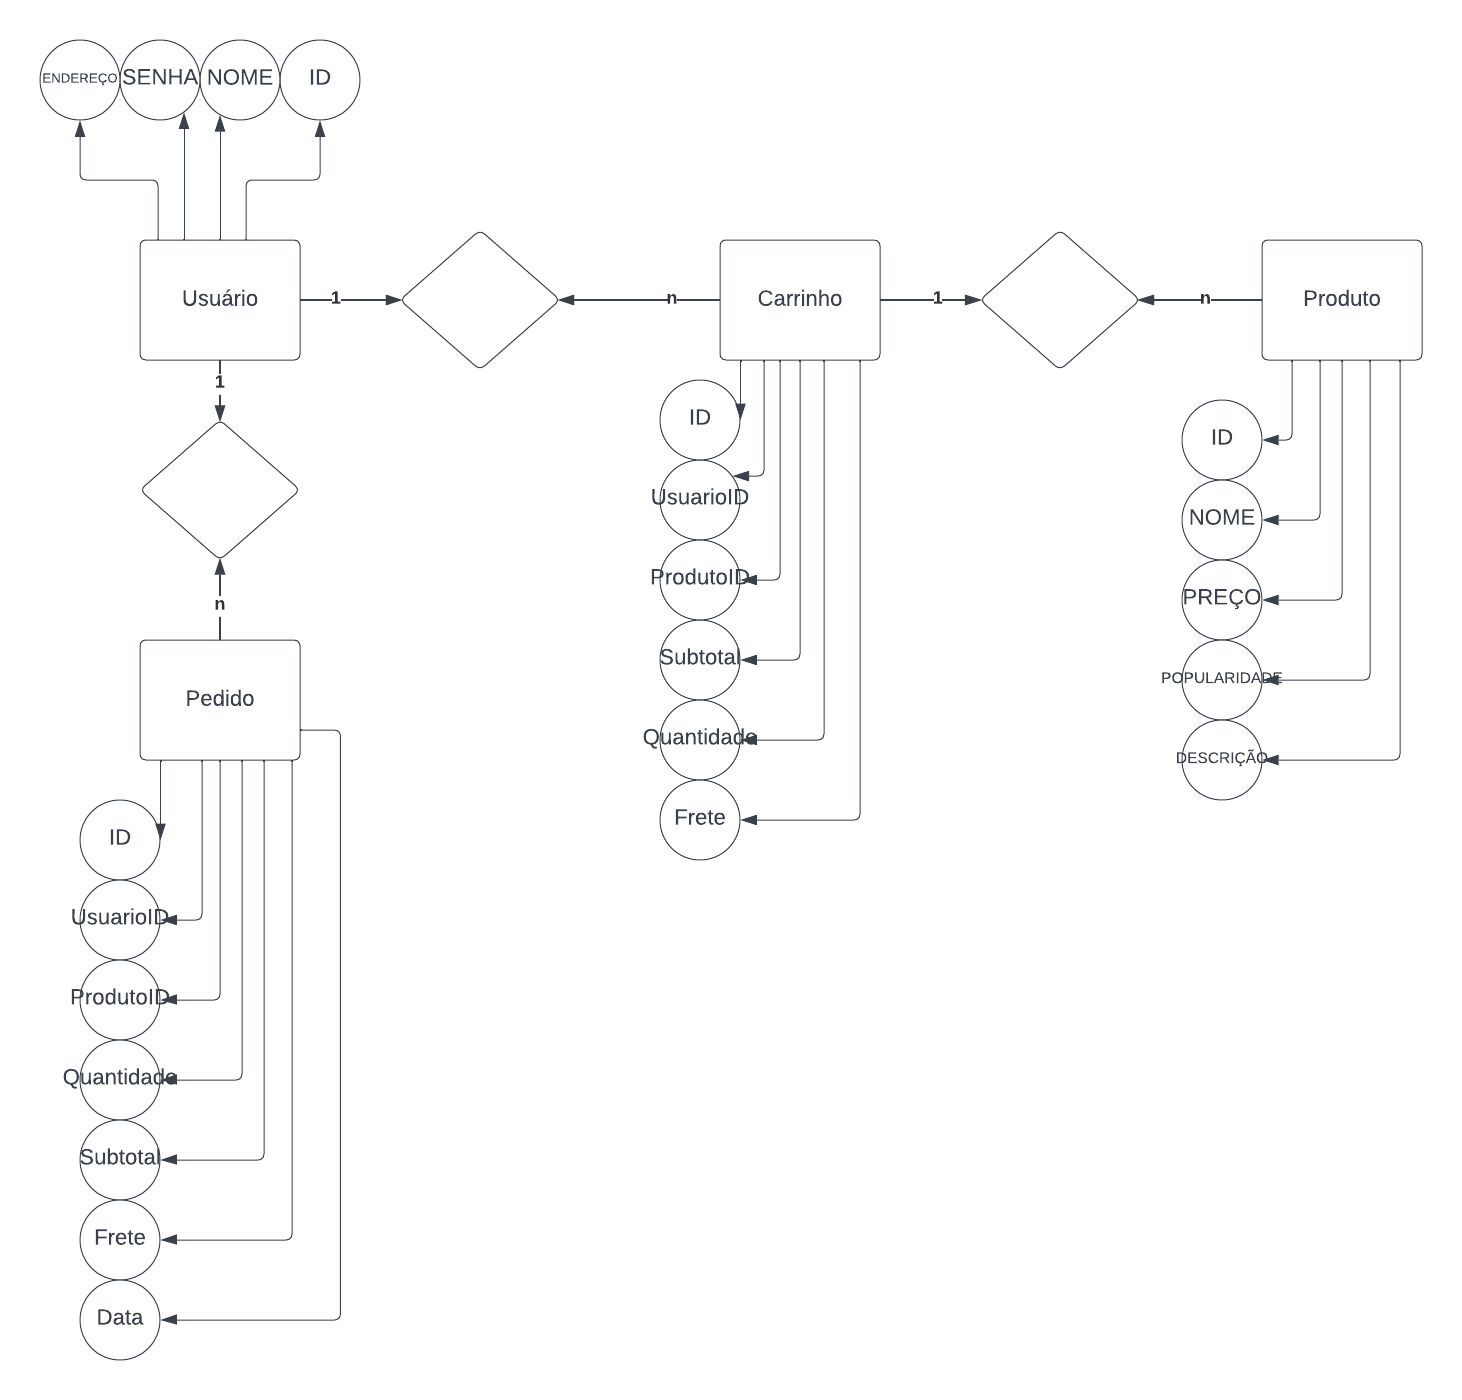 ENDEREÇO
SENHA
NOME
ID
Usuário
1
n
Carrinho
1
n
Produto
1
n
Pedido
ID
UsuarioID
ProdutoID
Quantidade
Subtotal
Frete
Data
ID
UsuarioID
ProdutoID
Subtotal
Quantidade
Frete
ID
NOME
PREÇO
POPULARIDADE
DESCRIÇÃO